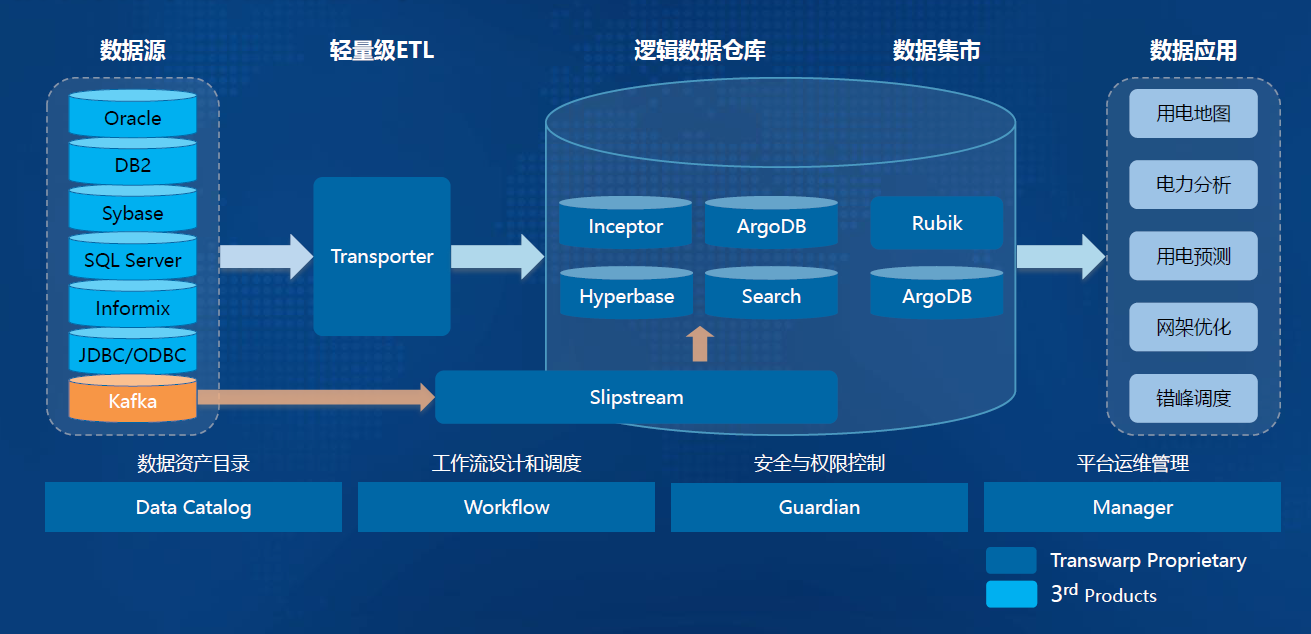 数据源
轻量级ETL
逻辑数据仓库
数据集市
数据应用
Oracle
DB2
Sybase
SQL Server
Informix
JDBC/ODBC
Kafka
Transporter
Inceptor
ArgoDB
Hyperbase
Search
Rubik
ArgoDB
Slipstream
用电地图
电力分析
用电预测
网架优化
错峰调度
数据资产目录
工作流设计和调度
安全与权限控制
平台运维管理
Data Catalog
Workflow
Guardian
Manager
Transwarp Proprietary
3rd Products